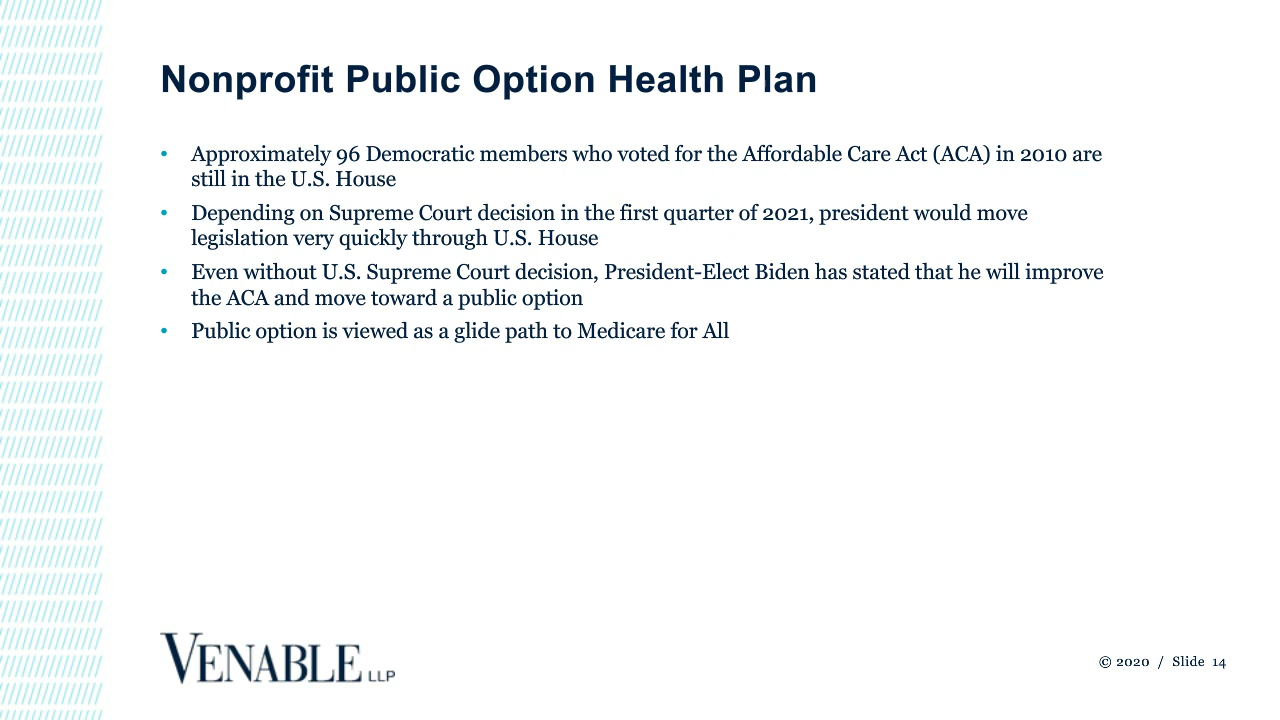 Nonprofit Public Option Health Plan
• Approximately 96 Democratic members who voted for the Affordable Care Act (ACA) in 2010 are
still in the U.S. House
• Depending on Supreme Court decision in the first quarter of 2021, president would move
legislation very quickly through U.S. House
• Even without U.S. Supreme Court decision, President-Elect Biden has stated that he will improve
the ACA and move toward a public option
• Public option is viewed as a glide path to Medicare for All
VENABLE LLP
© 2020 / Slide 14